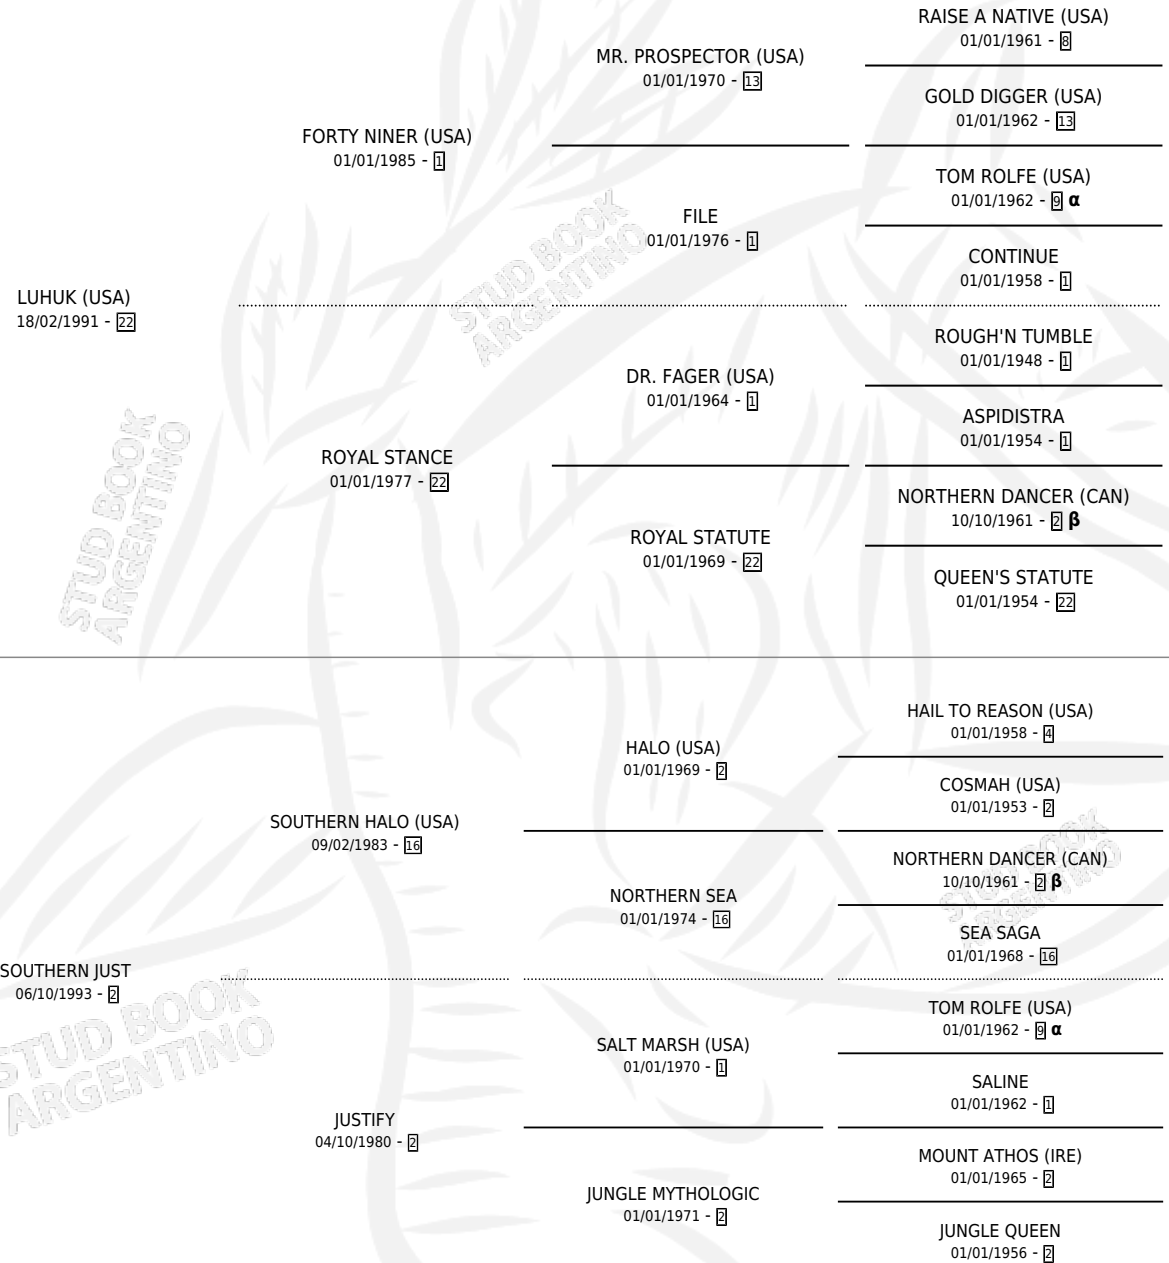 RAISE A NATIVE (USA)
01/01/1961 - 8
MR. PROSPECTOR (USA)
01/01/1970 - 13
GOLD DIGGER (USA)
01/01/1962 - 13
FORTY NINER (USA)
01/01/1985 - 1
TOM ROLFE (USA)
01/01/1962 - 9 α
FILE
01/01/1976 - 1
CONTINUE
01/01/1958 - 1
LUHUK (USA)
18/02/1991 - 22
ROUGH'N TUMBLE
01/01/1948 - 1
DR. FAGER (USA)
01/01/1964 - 1
ASPIDISTRA
01/01/1954 - 1
ROYAL STANCE
01/01/1977 - 22
NORTHERN DANCER (CAN)
10/10/1961 - 2 β
ROYAL STATUTE
01/01/1969 - 22
QUEEN'S STATUTE
01/01/1954 - 22
HAIL TO REASON (USA)
01/01/1958 - 4
HALO (USA)
01/01/1969 - 2
COSMAH (USA)
01/01/1953 - 2
SOUTHERN HALO (USA)
09/02/1983 - 16
NORTHERN DANCER (CAN)
10/10/1961 - 2 β
NORTHERN SEA
01/01/1974 - 16
SEA SAGA
01/01/1968 - 16
SOUTHERN JUST
06/10/1993 - 2
TOM ROLFE (USA)
01/01/1962 - 9 α
SALT MARSH (USA)
01/01/1970 - 1
SALINE
01/01/1962 - 1
JUSTIFY
04/10/1980 - 2
MOUNT ATHOS (IRE)
01/01/1965 - 2
JUNGLE MYTHOLOGIC
01/01/1971 - 2
JUNGLE QUEEN
01/01/1956 - 2
STUD BOOK
ARGENTINO
STUD BOOK
ARGENTINO
STUD BOOK
ARGENTINO
STUD BOOK
ARGENTINO